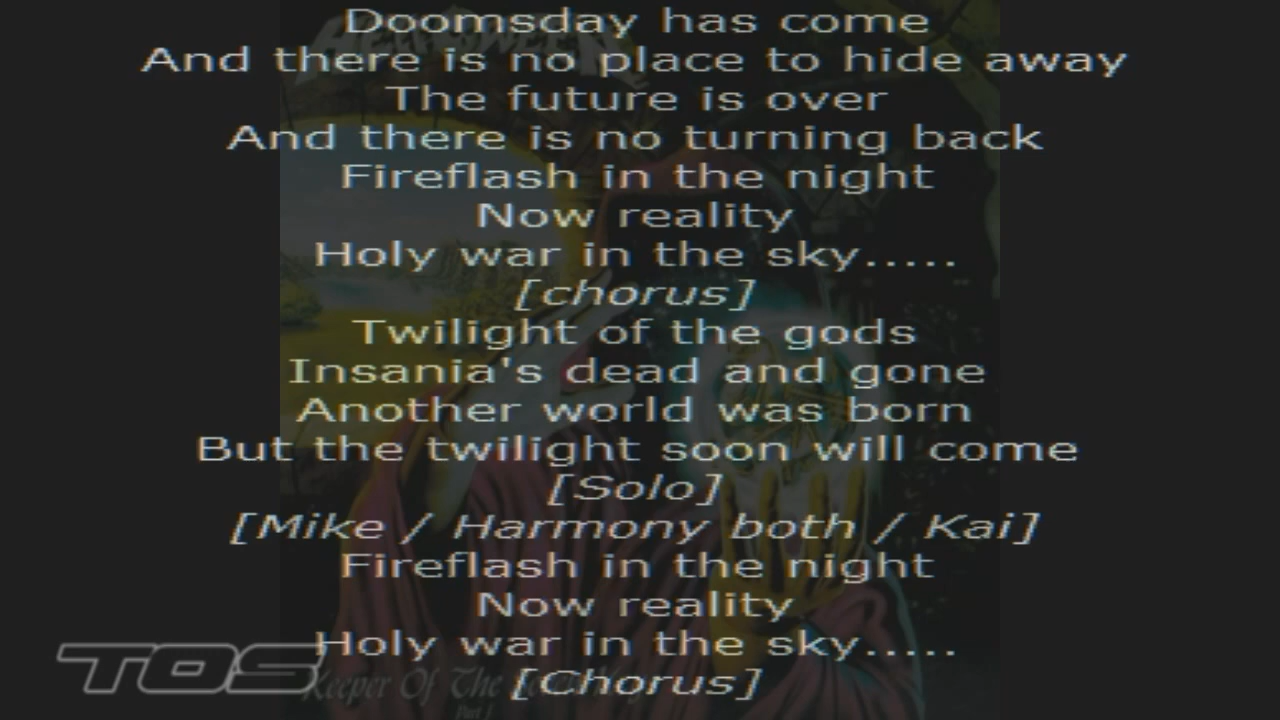 HELLOWEEN
Doomsday has come
And there is no place to hide away
The future is over
And there is no turning back
Fireflash in the night
Now reality
Holy war in the sky.....
[chorus]
Twilight of the gods
Insania's dead and gone
Another world was born
But the twilight soon will come
[Solo]
[Mike / Harmony both / Kai]
Fireflash in the night
Now reality
Holy war in the sky.....
[Chorus]
TOS
Keeper Of The
Part I